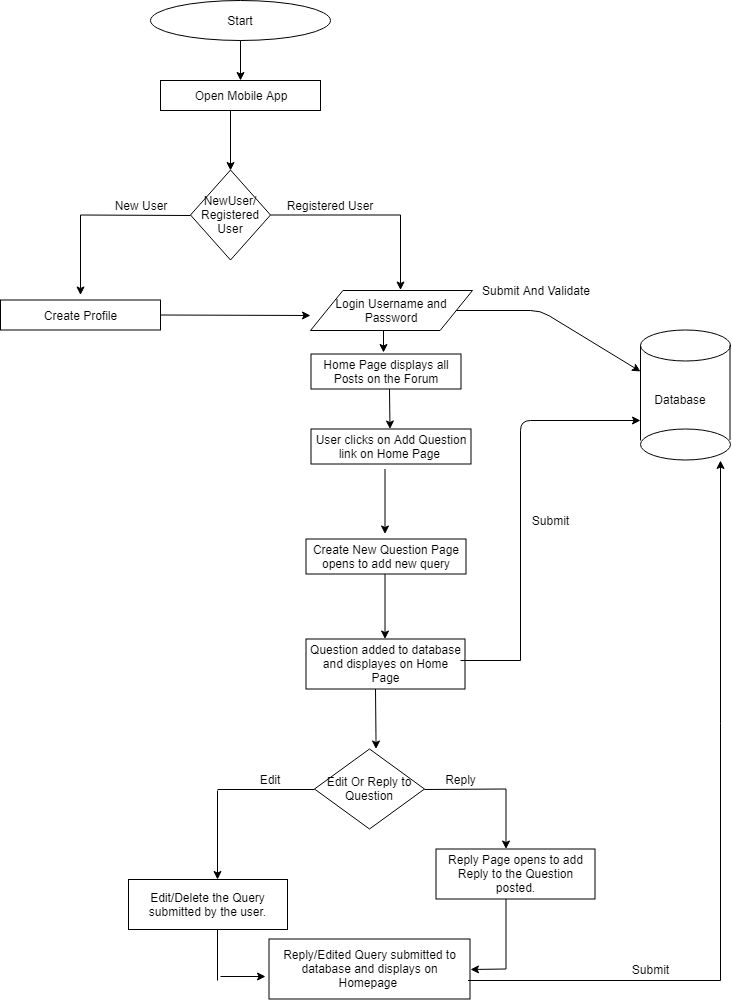 Start
Open Mobile App
New User
NewUser/
Registered
User
Registered User
Create Profile
Login Username and
Password
Submit And Validate
Home Page displays all
Posts on the Forum
Database
User clicks on Add Question
link on Home Page
Submit
Create New Question Page
opens to add new query
Question added to database
and displayes on Home
Page
Edit
Edit Or Reply to
Question
Reply
Reply Page opens to add
Reply to the Question
posted.
Edit/Delete the Query
submitted by the user.
Reply/Edited Query submitted to
database and displays on
Homepage
Submit